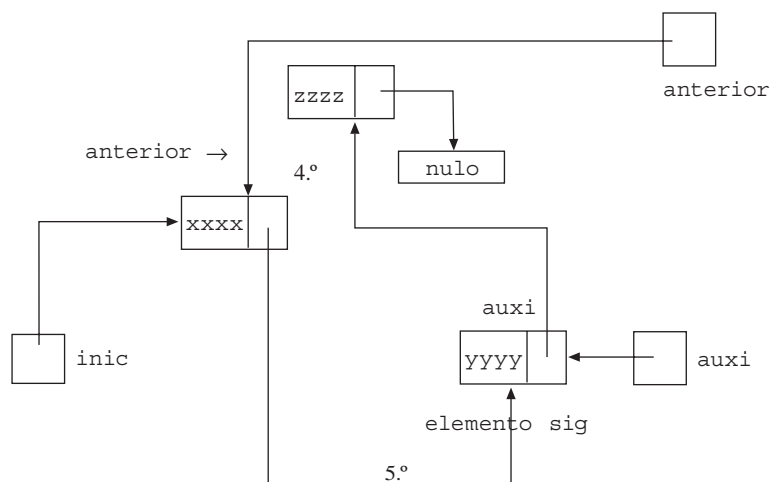 anterior
zzzz
anterior →
nulo
4.º
xxxx
auxi
inic
yyyy
auxi
elemento sig
5.º